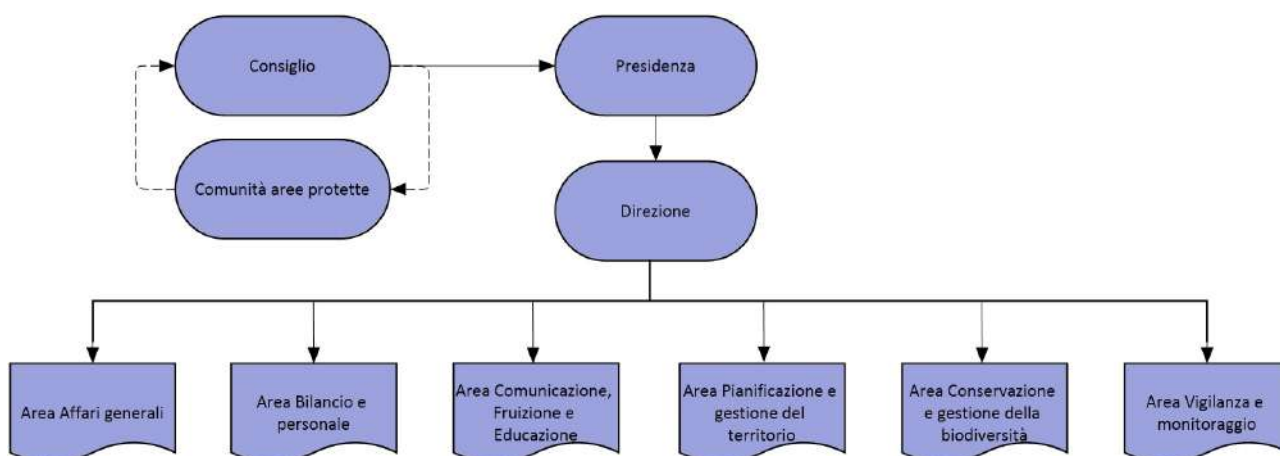 Consiglio
Presidenza
Comunità aree protette
Direzione
Area Affari generali
Area Bilancio e
personale
Area Comunicazione,
Fruizione e
Educazione
Area Pianificazione e
gestione del
territorio
Area Conservazione
e gestione della
biodiversità
Area Vigilanza e
monitoraggio